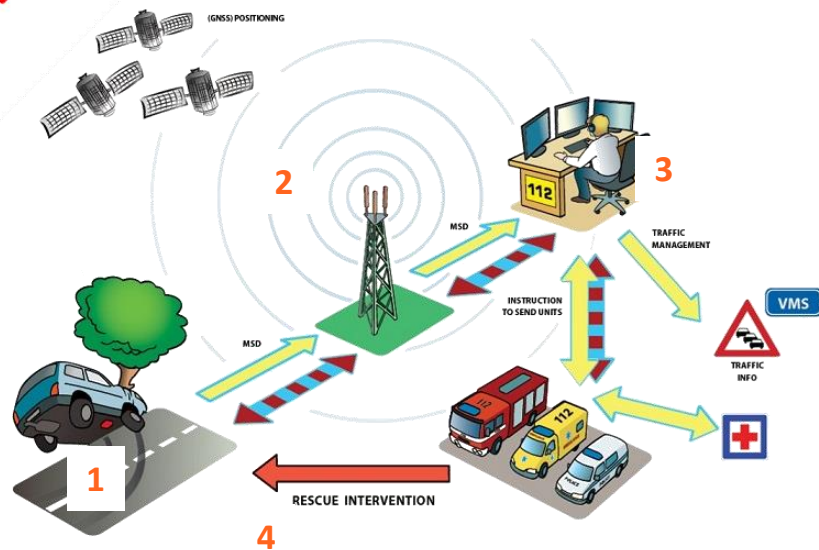 (GNSS) POSITIONING
2
3
112
MSD
TRAFFIC
MANAGEMENT
INSTRUCTION
TO SEND UNITS
VMS
MSD
TRAFFIC
INFO
112
112
POLICE
1
RESCUE INTERVENTION
4